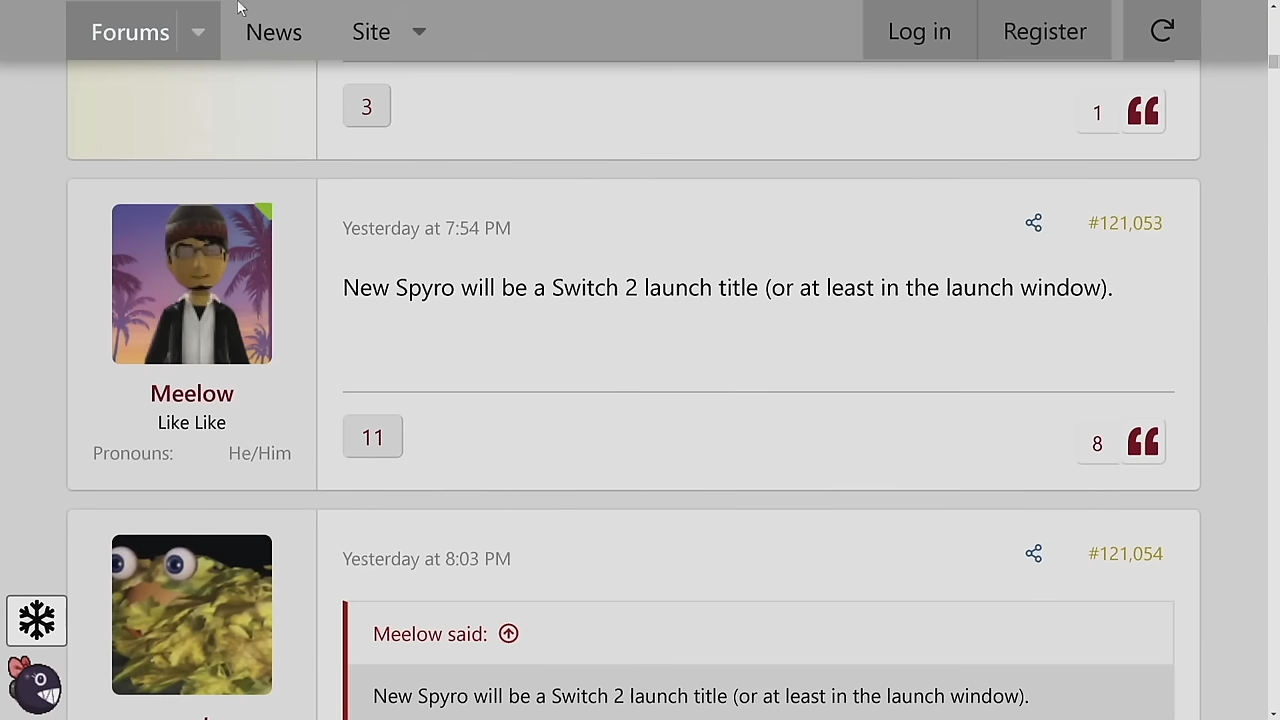 Forums
News
Site
Log in
Register
3
1
Yesterday at 7:54 PM
#121,053
New Spyro will be a Switch 2 launch title (or at least in the launch window).
Meelow
Like Like
Pronouns: He/Him
11
8
Yesterday at 8:03 PM
#121,054
Meelow said:
New Spyro will be a Switch 2 launch title (or at least in the launch window).